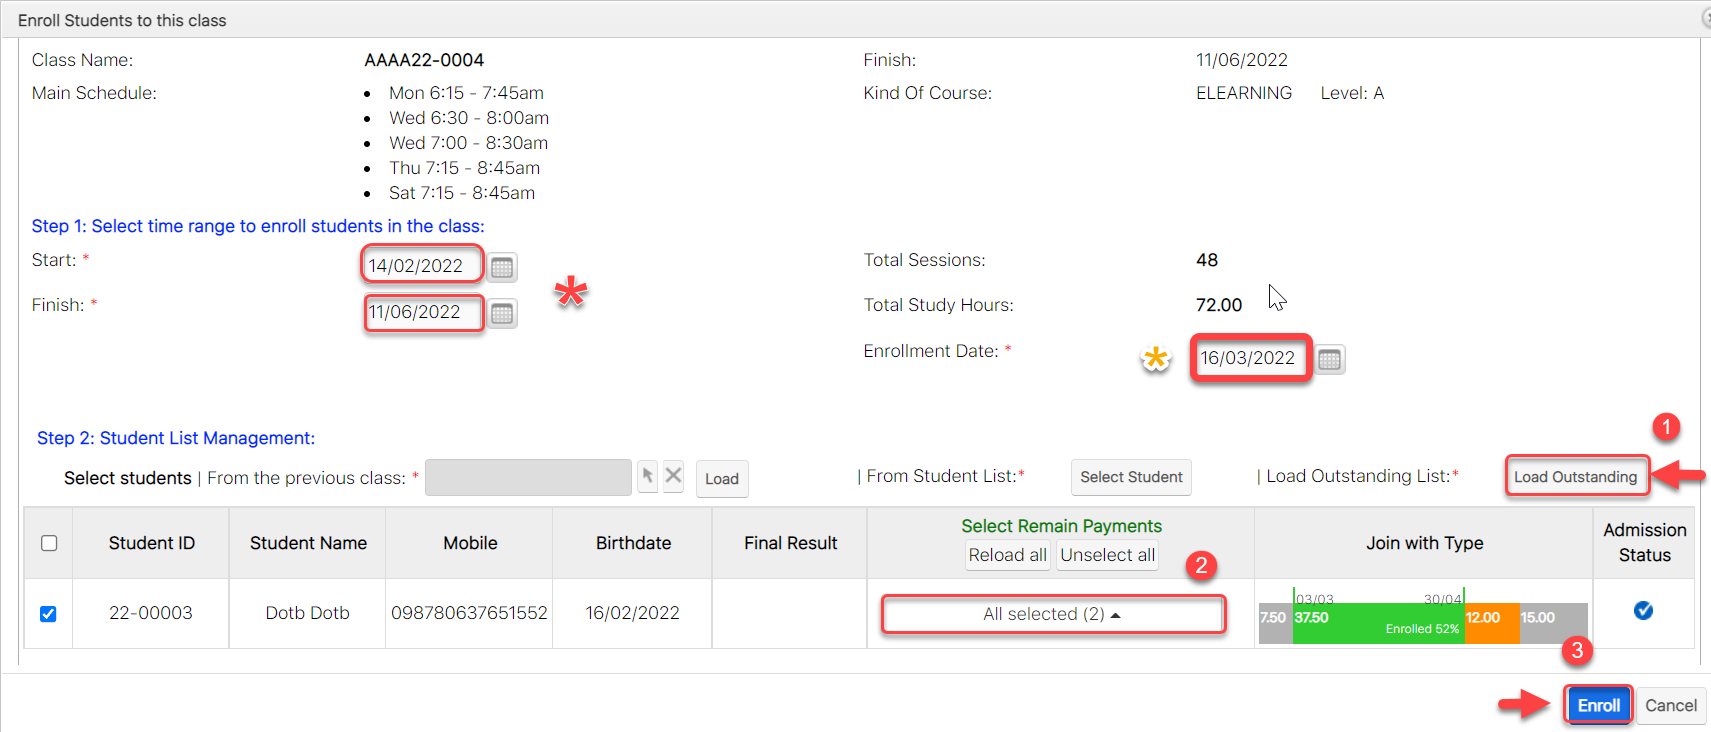 Enroll Students to this class
Class Name: AAAA22-0004 Finish: 11/06/2022
Main Schedule: Kind Of Course: ELEARNING Level: A
• Mon 6:15 - 7:45am
• Wed 6:30 - 8:00am
• Wed 7:00 - 8:30am
• Thu 7:15 - 8:45am
• Sat 7:15 - 8:45am
Step 1: Select time range to enroll students in the class:
Start: * 14/02/2022 Total Sessions: 48
Finish: * 11/06/2022 Total Study Hours: 72.00
*
Enrollment Date: * * 16/03/2022
Step 2: Student List Management:
1
Select students | From the previous class: * Load | From Student List:* Select Student | Load Outstanding List:* Load Outstanding
Student ID Student Name Mobile Birthdate Final Result Select Remain Payments Join with Type Admission Status
Reload all Unselect all
2
22-00003 Dotb Dotb 098780637651552 16/02/2022 All selected (2)
03/03 30/04
7.50 37.50 12.00 15.00
Enrolled 52%
3
Enroll Cancel